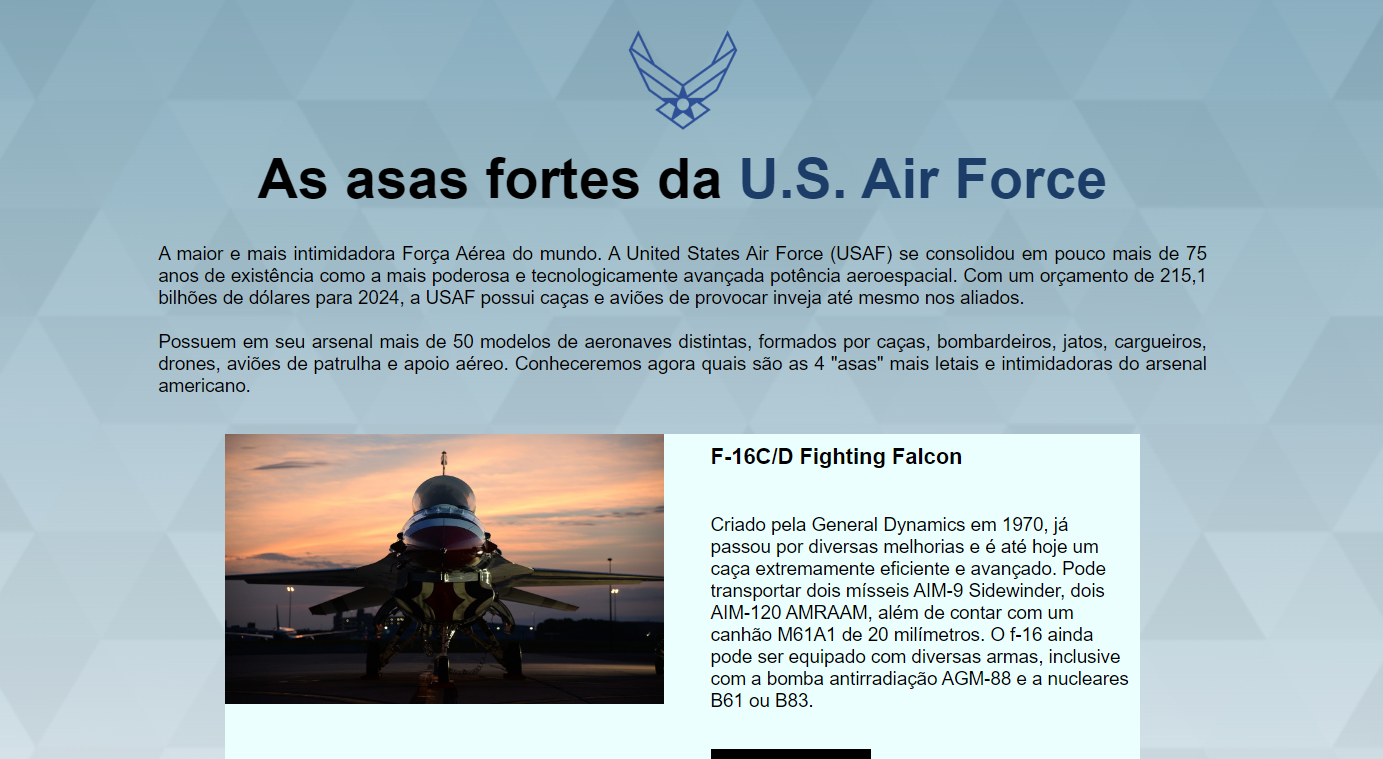 As asas fortes da U.S. Air Force
A maior e mais intimidadora Força Aérea do mundo. A United States Air Force (USAF) se consolidou em pouco mais de 75
anos de existência como a mais poderosa e tecnologicamente avançada potência aeroespacial. Com um orçamento de 215,1
bilhões de dólares para 2024, a USAF possui caças e aviões de provocar inveja até mesmo nos aliados.
Possuem em seu arsenal mais de 50 modelos de aeronaves distintas, formados por caças, bombardeiros, jatos, cargueiros,
drones, aviões de patrulha e apoio aéreo. Conheceremos agora quais são as 4 "asas" mais letais e intimidadoras do arsenal
americano.
F-16C/D Fighting Falcon
Criado pela General Dynamics em 1970, já
passou por diversas melhorias e é até hoje um
caça extremamente eficiente e avançado. Pode
transportar dois mísseis AIM-9 Sidewinder, dois
AIM-120 AMRAAM, além de contar com um
canhão M61A1 de 20 milímetros. O f-16 ainda
pode ser equipado com diversas armas, inclusive
com a bomba antirradiação AGM-88 e a nucleares
B61 ou B83.